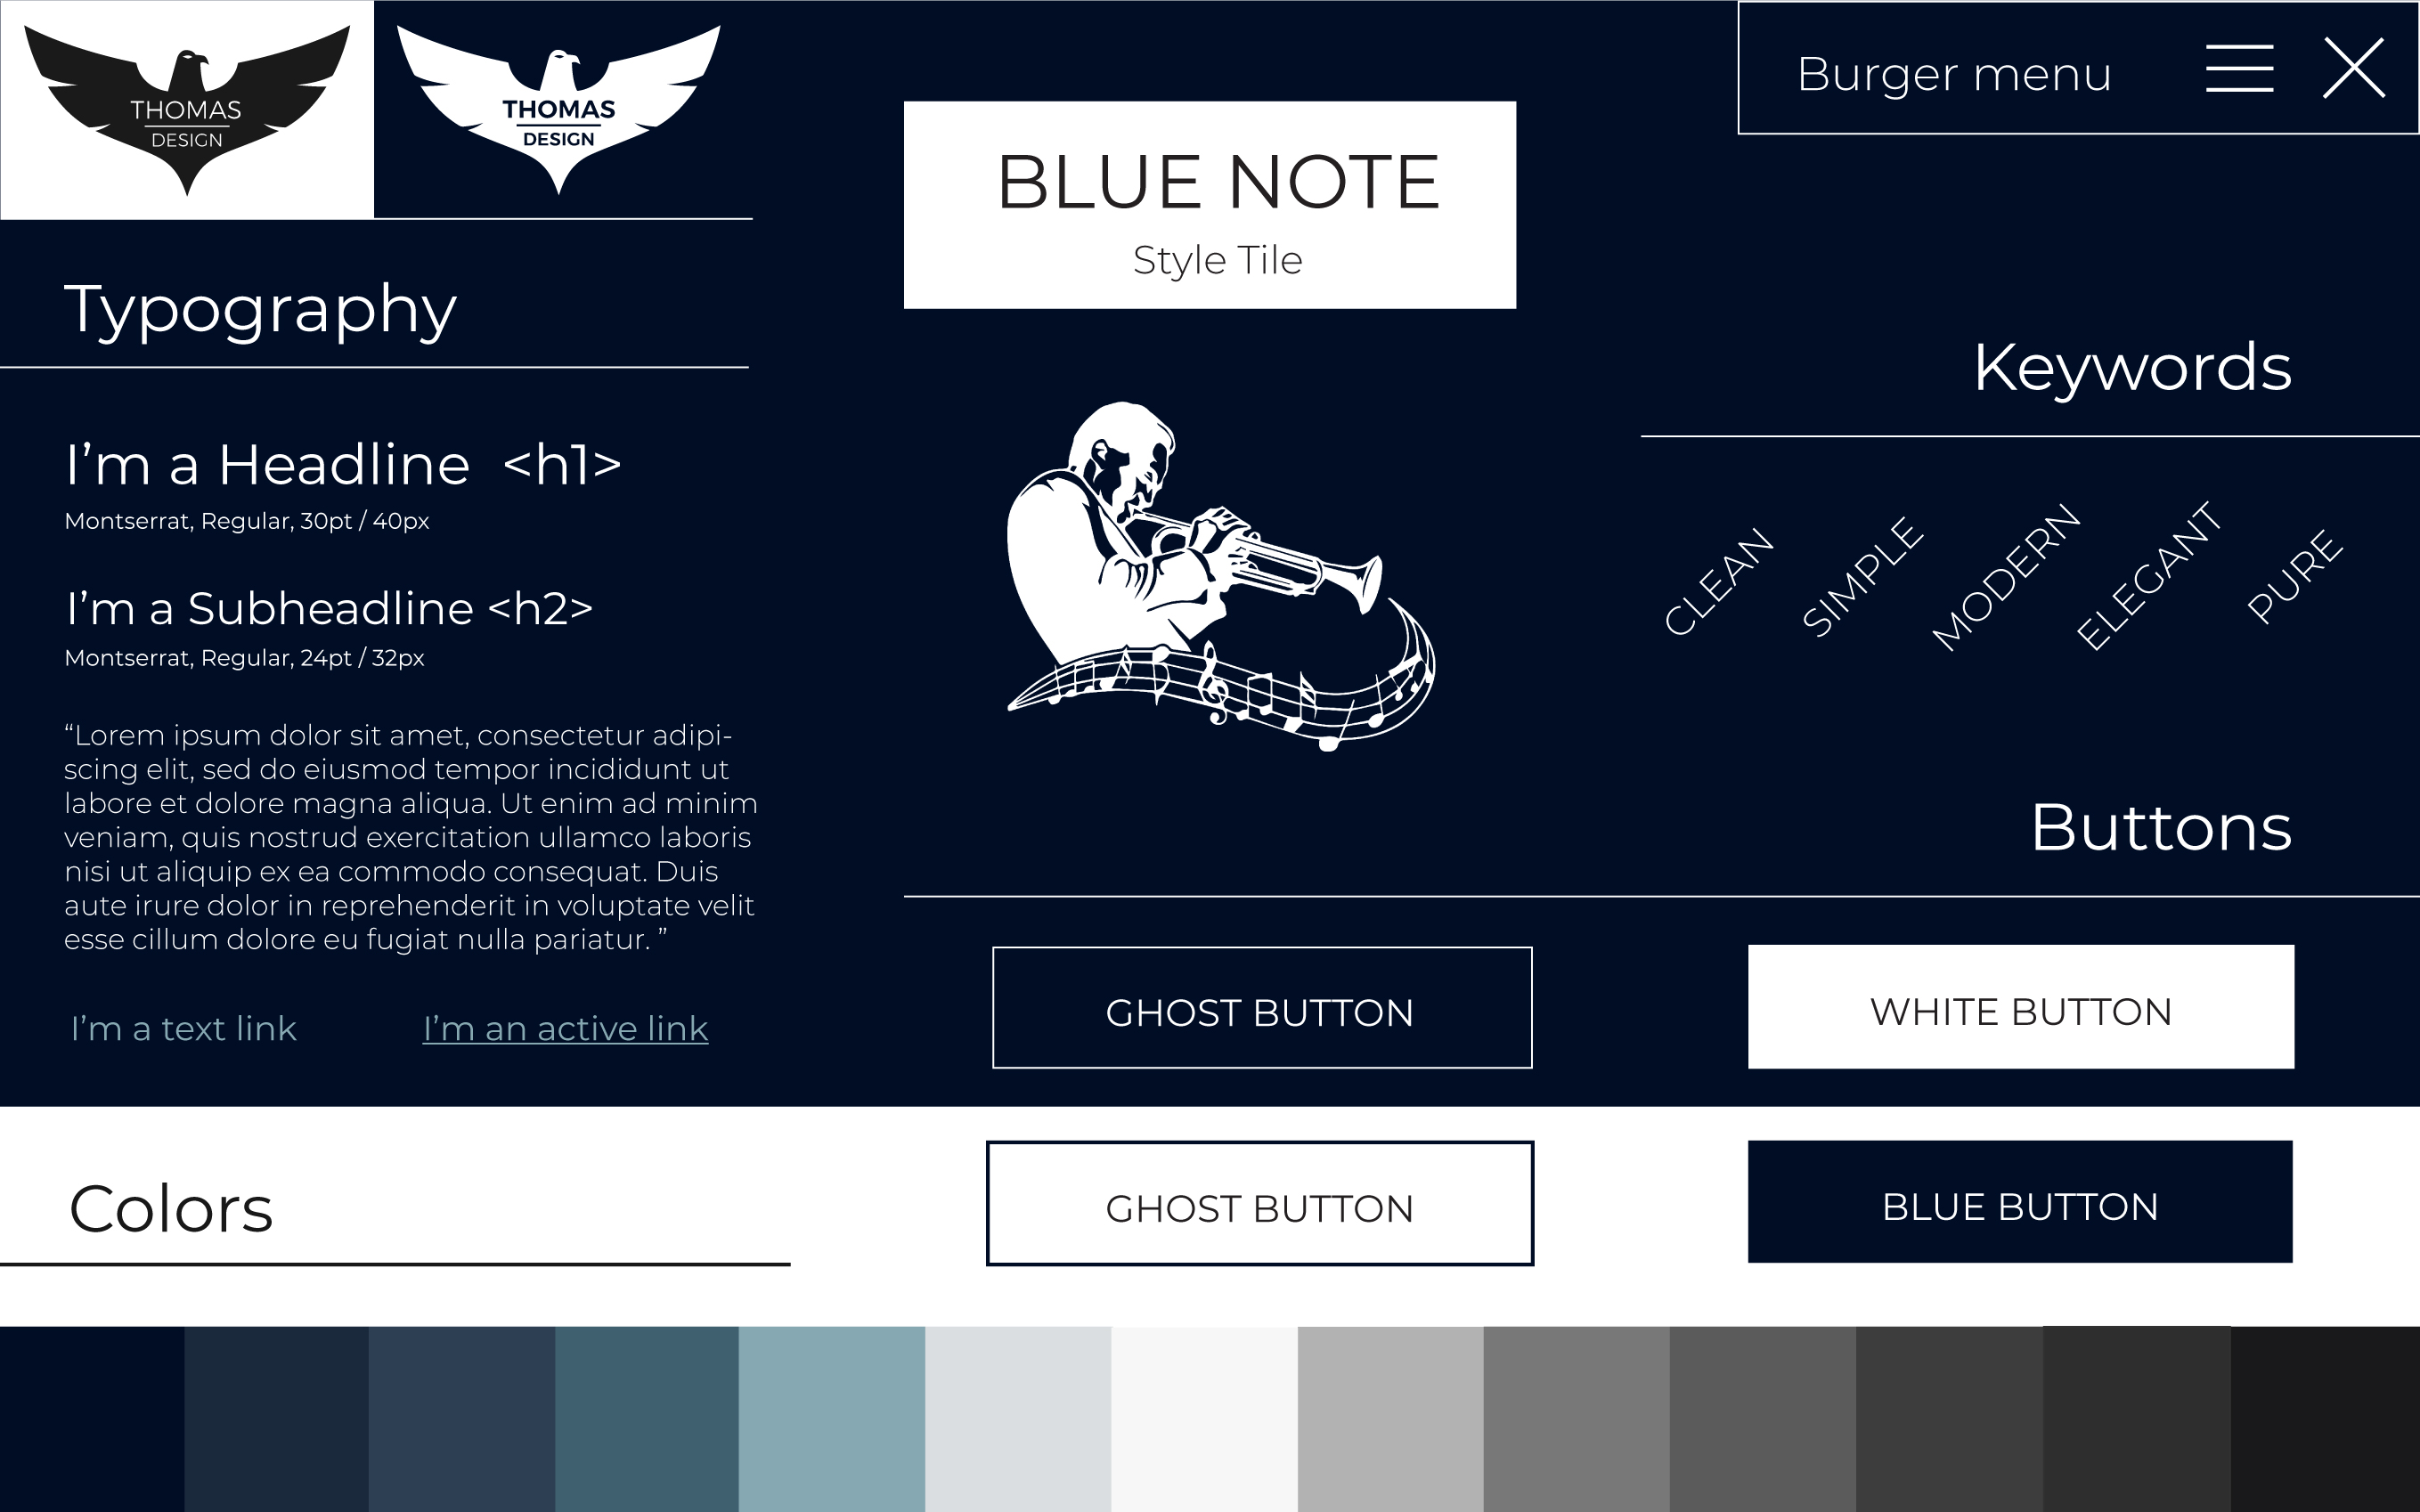 THOMAS
DESIGN
THOMAS
DESIGN
Burger menu
BLUE NOTE
Style Tile
Typography
I’m a Headline <h1>
Montserrat, Regular, 30pt / 40px
I’m a Subheadline <h2>
Montserrat, Regular, 24pt / 32px
“Lorem ipsum dolor sit amet, consectetur adipi-
scing elit, sed do eiusmod tempor incididunt ut
labore et dolore magna aliqua. Ut enim ad minim
veniam, quis nostrud exercitation ullamco laboris
nisi ut aliquip ex ea commodo consequat. Duis
aute irure dolor in reprehenderit in voluptate velit
esse cillum dolore eu fugiat nulla pariatur. ”
I’m a text link
I’m an active link
Keywords
CLEAN
SIMPLE
MODERN
ELEGANT
PURE
Buttons
GHOST BUTTON
WHITE BUTTON
GHOST BUTTON
BLUE BUTTON
Colors